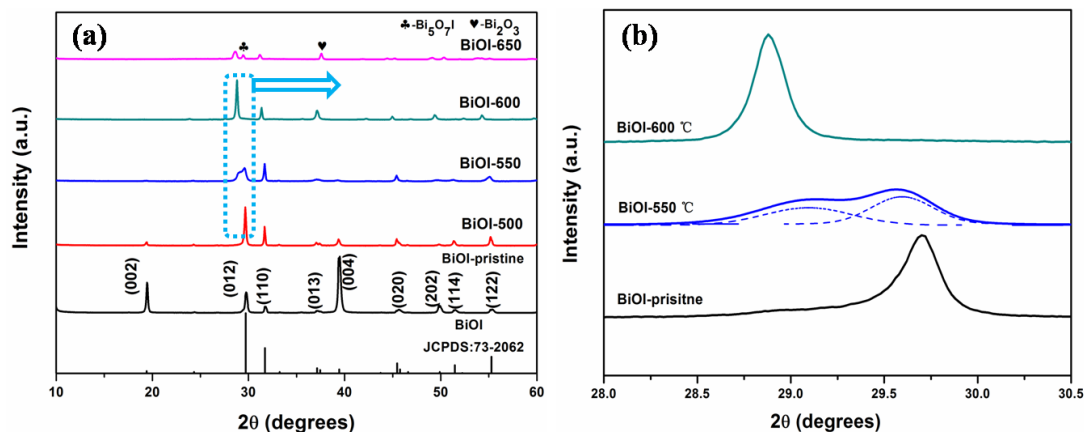 (a)
♣-Bi₅O₇I ♥-Bi₂O₃
BiOI-650
♣
♥
BiOI-600
BiOI-550
BiOI-500
BiOI-pristine
(002)
(012)
(110)
(013)
(004)
(020)
(202)
(114)
(122)
BiOI
JCPDS:73-2062
10 20 30 40 50 60
2θ (degrees)
Intensity (a.u.)
(b)
BiOI-600 ℃
BiOI-550 ℃
BiOI-prisitne
28.0 28.5 29.0 29.5 30.0 30.5
2θ (degrees)
Intensity (a.u.)